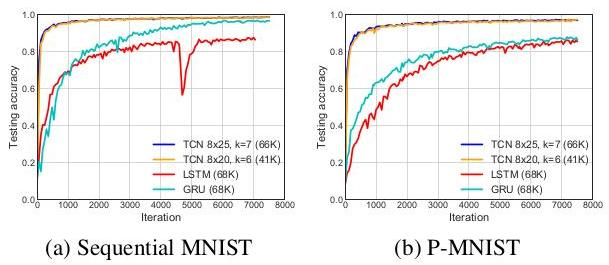 1.0
0.8
0.6
0.4
0.2
0.0
Testing accuracy
0 1000 2000 3000 4000 5000 6000 7000 8000
Iteration
TCN 8x25, k=7 (66K)
TCN 8x20, k=6 (41K)
LSTM (68K)
GRU (68K)
(a) Sequential MNIST
1.0
0.8
0.6
0.4
0.2
0.0
Testing accuracy
0 1000 2000 3000 4000 5000 6000 7000 8000
Iteration
TCN 8x25, k=7 (66K)
TCN 8x20, k=6 (41K)
LSTM (68K)
GRU (68K)
(b) P-MNIST